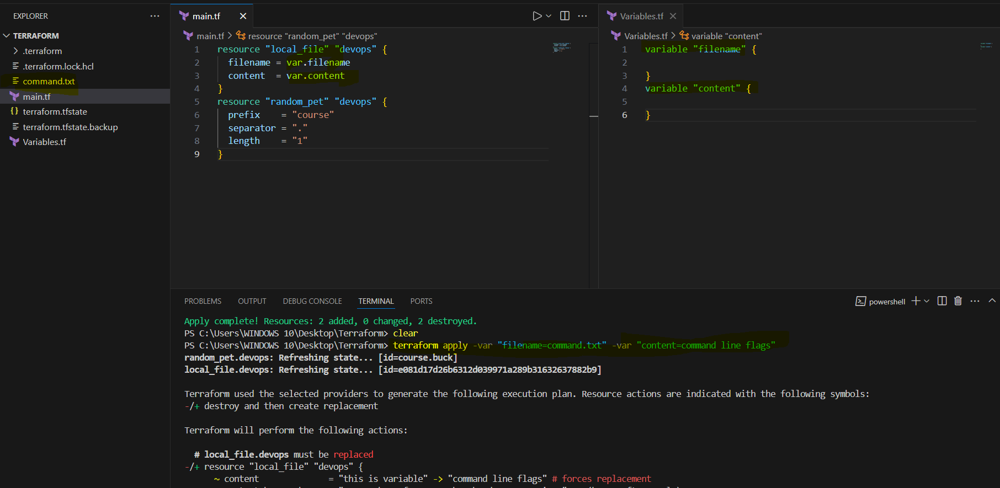 EXPLORER
TERRAFORM
.terraform
.terraform.lock.hcl
command.txt
main.tf
terraform.tfstate
terraform.tfstate.backup
Variables.tf
main.tf
main.tf > resource "random_pet" "devops"
1 resource "local_file" "devops" {
2 filename = var.filename
3 content = var.content
4 }
5 resource "random_pet" "devops" {
6 prefix = "course"
7 separator = "."
8 length = "1"
9 }
Variables.tf
Variables.tf > variable "content"
1 variable "filename" {
2
3 }
4 variable "content" {
5
6 }
PROBLEMS OUTPUT DEBUG CONSOLE TERMINAL PORTS
powershell
Apply complete! Resources: 2 added, 0 changed, 2 destroyed.
PS C:\Users\WINDOWS 10\Desktop\Terraform> clear
PS C:\Users\WINDOWS 10\Desktop\Terraform> terraform apply -var "filename=command.txt" -var "content=command line flags"
random_pet.devops: Refreshing state... [id=course.buck]
local_file.devops: Refreshing state... [id=e081d17d26b6312d039971a289b31632637882b9]
Terraform used the selected providers to generate the following execution plan. Resource actions are indicated with the following symbols:
-/+ destroy and then create replacement
Terraform will perform the following actions:
# local_file.devops must be replaced
-/+ resource "local_file" "devops" {
~ content = "this is variable" -> "command line flags" # forces replacement